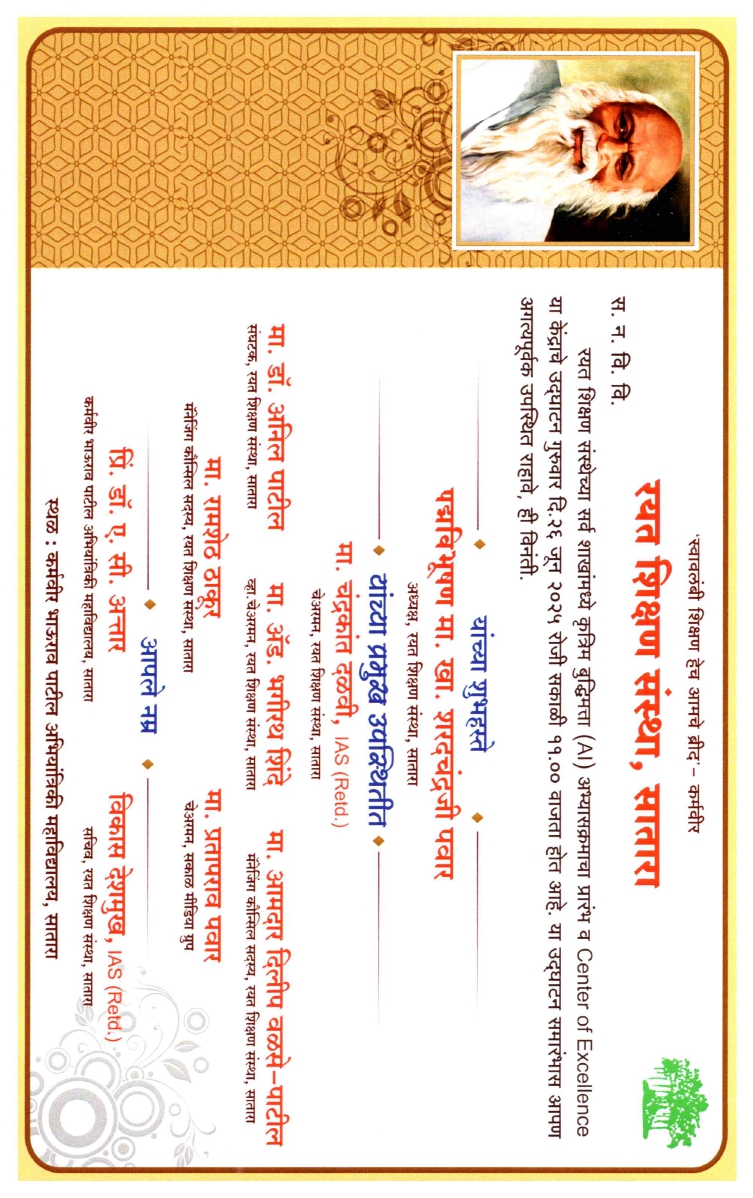 'स्वावलंबी शिक्षण हेच आमचे ब्रीद'– कर्मवीर
रयत शिक्षण संस्था, सातारा
स. न. वि. वि.
रयत शिक्षण संस्थेच्या सर्व शाखांमध्ये कृत्रिम बुद्धिमत्ता (AI) अभ्यासक्रमाचा प्रारंभ व Center of Excellence
या केंद्राचे उद्‌घाटन गुरुवार दि.२६ जून २०२५ रोजी सकाळी ११.०० वाजता होत आहे. या उद्‌घाटन समारंभास आपण
अगत्यपूर्वक उपस्थित राहावे, ही विनंती.
यांच्या शुभहस्ते
पद्मविभूषण मा. खा. शरदचंद्रजी पवार
अध्यक्ष, रयत शिक्षण संस्था, सातारा
यांच्या प्रमुख उपस्थितीत
मा. चंद्रकांत दळवी, IAS (Retd.)
चेअरमन, रयत शिक्षण संस्था, सातारा
मा. डॉ. अनिल पाटील मा. ॲड. भगीरथ शिंदे मा. आमदार दिलीप वळसे–पाटील
संघटक, रयत शिक्षण संस्था, सातारा व्हा.चेअरमन, रयत शिक्षण संस्था, सातारा मॅनेजिंग कौन्सिल सदस्य, रयत शिक्षण संस्था, सातारा
मा. रामशेठ ठाकूर मा. प्रतापराव पवार
मॅनेजिंग कौन्सिल सदस्य, रयत शिक्षण संस्था, सातारा चेअरमन, सकाळ मीडिया ग्रुप
आपले नम्र
प्रिं. डॉ. ए. सी. अत्तार विकास देशमुख, IAS (Retd.)
कर्मवीर भाऊराव पाटील अभियांत्रिकी महाविद्यालय, सातारा सचिव, रयत शिक्षण संस्था, सातारा
स्थळ : कर्मवीर भाऊराव पाटील अभियांत्रिकी महाविद्यालय, सातारा